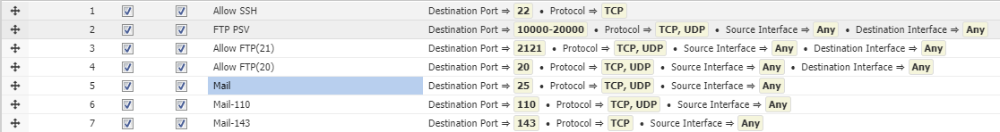 1 Allow SSH Destination Port ⇒ 22 • Protocol ⇒ TCP
2 FTP PSV Destination Port ⇒ 10000-20000 • Protocol ⇒ TCP, UDP • Source Interface ⇒ Any • Destination Interface ⇒ Any
3 Allow FTP(21) Destination Port ⇒ 2121 • Protocol ⇒ TCP, UDP • Source Interface ⇒ Any • Destination Interface ⇒ Any
4 Allow FTP(20) Destination Port ⇒ 20 • Protocol ⇒ TCP, UDP • Source Interface ⇒ Any • Destination Interface ⇒ Any
5 Mail Destination Port ⇒ 25 • Protocol ⇒ TCP, UDP • Source Interface ⇒ Any
6 Mail-110 Destination Port ⇒ 110 • Protocol ⇒ TCP, UDP • Source Interface ⇒ Any
7 Mail-143 Destination Port ⇒ 143 • Protocol ⇒ TCP • Source Interface ⇒ Any